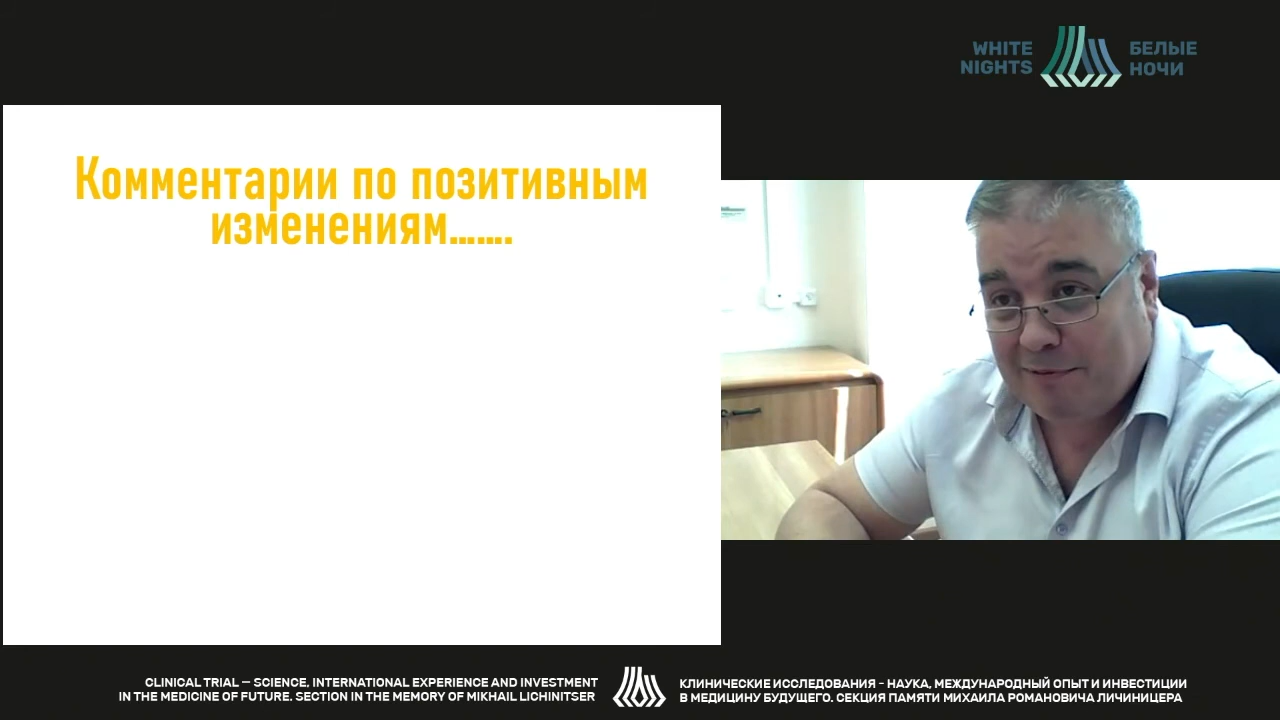 WHITE
NIGHTS
БЕЛЫЕ
НОЧИ
Комментарии по позитивным
изменениям.......
CLINICAL TRIAL – SCIENCE, INTERNATIONAL EXPERIENCE AND INVESTMENT
IN THE MEDICINE OF FUTURE. SECTION IN THE MEMORY OF MIKHAIL LICHINITSER
КЛИНИЧЕСКИЕ ИССЛЕДОВАНИЯ - НАУКА, МЕЖДУНАРОДНЫЙ ОПЫТ И ИНВЕСТИЦИИ
В МЕДИЦИНУ БУДУЩЕГО. СЕКЦИЯ ПАМЯТИ МИХАИЛА РОМАНОВИЧА ЛИЧИНИЦЕРА